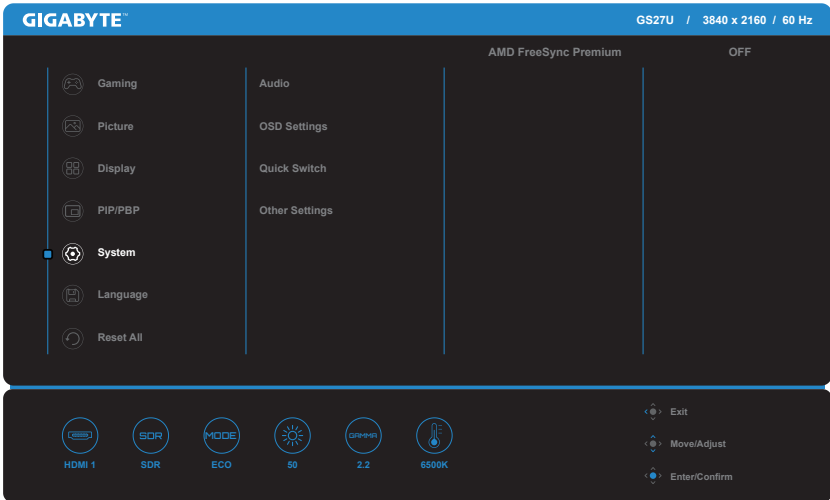 GIGABYTE™ GS27U / 3840 x 2160 / 60 Hz
AMD FreeSync Premium OFF
Gaming Audio
Picture OSD Settings
Display Quick Switch
PIP/PBP Other Settings
System
Language
Reset All
SDR MODE GAMMA
HDMI 1 SDR ECO 50 2.2 6500K
Exit
Move/Adjust
Enter/Confirm